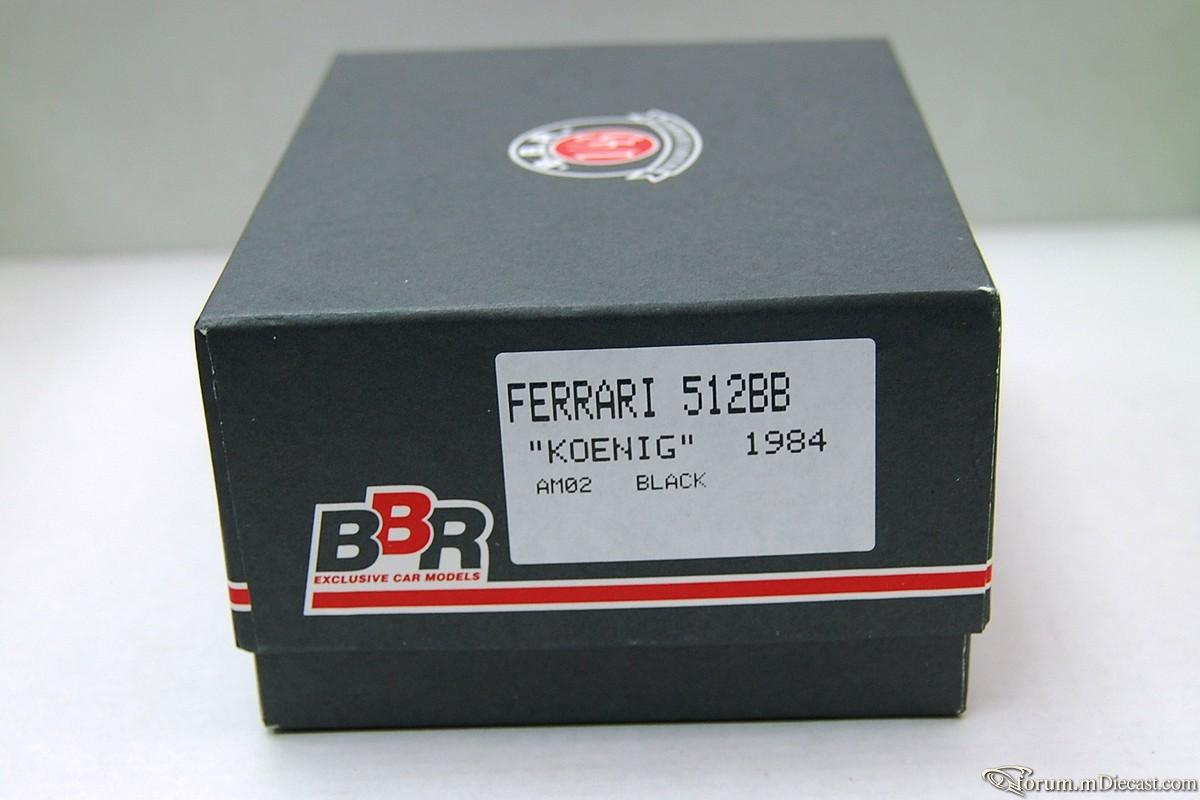 FERRARI 512BB
"KOENIG" 1984
AM02 BLACK
BBR
EXCLUSIVE CAR MODELS
forum.mDiecast.com